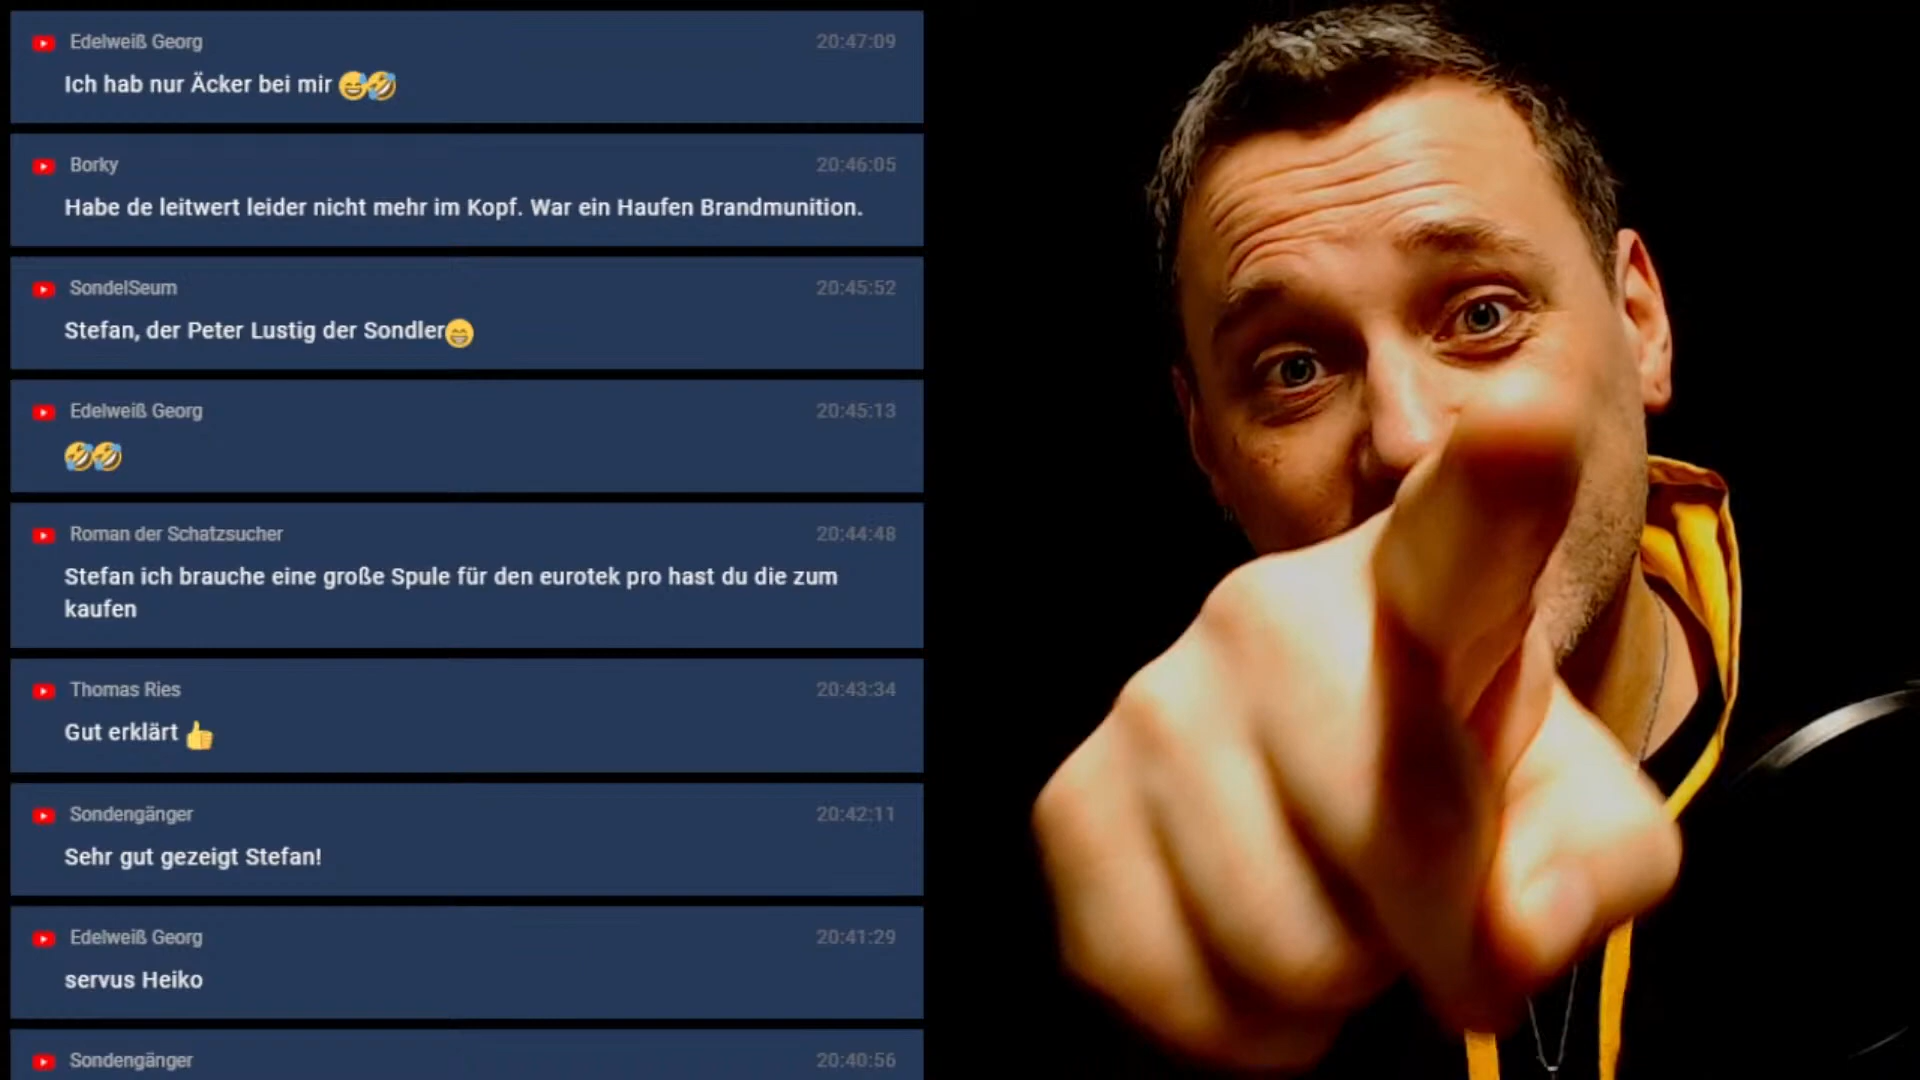 Edelweiß Georg 20:47:09
Ich hab nur Äcker bei mir 😅🤣
Borky 20:46:05
Habe de leitwert leider nicht mehr im Kopf. War ein Haufen Brandmunition.
SondelSeum 20:45:52
Stefan, der Peter Lustig der Sondler😁
Edelweiß Georg 20:45:13
🤣🤣
Roman der Schatzsucher 20:44:48
Stefan ich brauche eine große Spule für den eurotek pro hast du die zum
kaufen
Thomas Ries 20:43:34
Gut erklärt 👍
Sondengänger 20:42:11
Sehr gut gezeigt Stefan!
Edelweiß Georg 20:41:29
servus Heiko
Sondengänger 20:40:56